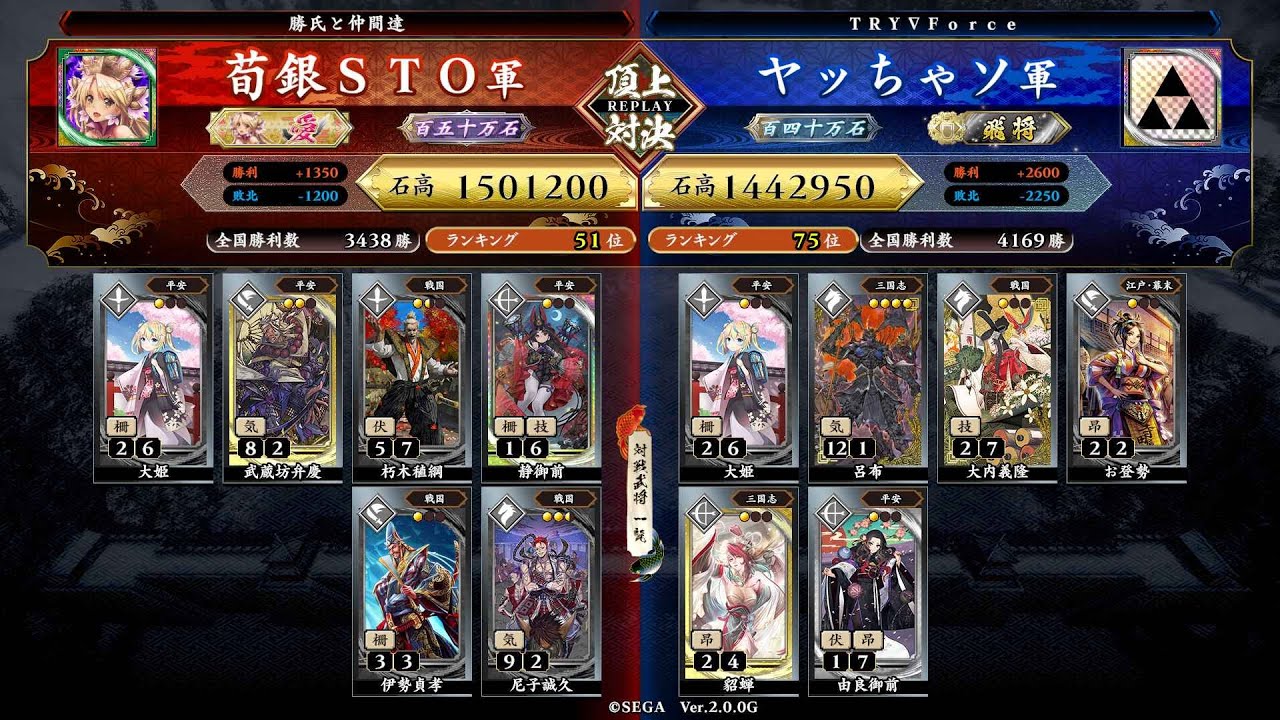 勝氏と仲間達
TRY∇Force
荀銀STO軍
頂上
REPLAY
対決
ヤッちゃソ軍
愛
百五十万石
百四十万石
飛将
勝利 +1350
敗北 -1200
石高 1501200
石高 1442950
勝利 +2600
敗北 -2250
全国勝利数 3438勝
ランキング 51位
ランキング 75位
全国勝利数 4169勝
平安
平安
戦国
平安
平安
三国志
戦国
江戸・幕末
柵
気
伏
柵 技
柵
気
技
昂
2 6
8 2
5 7
1 6
2 6
12 1
2 7
2 2
大姫
武蔵坊弁慶
朽木稙綱
静御前
大姫
呂布
大内義隆
お登勢
対戦武将一覧
戦国
戦国
三国志
平安
柵
気
昂
伏 昂
3 3
9 2
2 4
1 7
伊勢貞孝
尼子誠久
貂蝉
由良御前
©SEGA Ver.2.0.0G